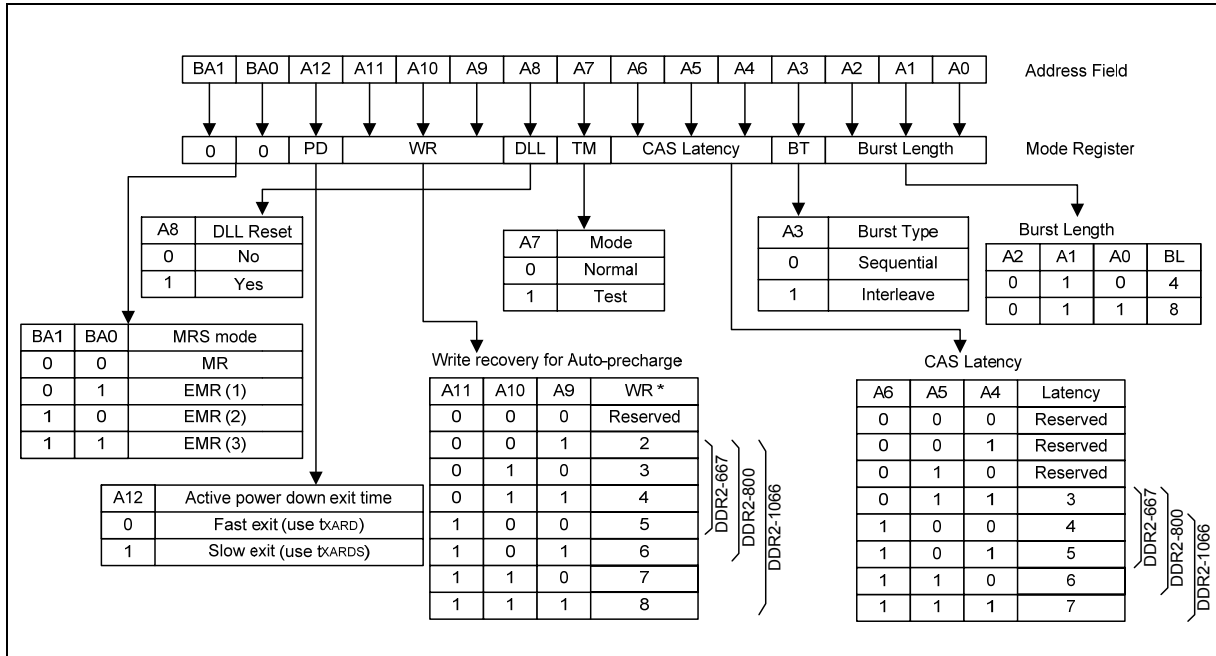 BA1 BA0 A12 A11 A10 A9 A8 A7 A6 A5 A4 A3 A2 A1 A0 Address Field
0 0 PD WR DLL TM CAS Latency BT Burst Length Mode Register
A8 DLL Reset
0 No
1 Yes
A7 Mode
0 Normal
1 Test
A3 Burst Type
0 Sequential
1 Interleave
Burst Length
A2 A1 A0 BL
0 1 0 4
0 1 1 8
BA1 BA0 MRS mode
0 0 MR
0 1 EMR (1)
1 0 EMR (2)
1 1 EMR (3)
A12 Active power down exit time
0 Fast exit (use tXARD)
1 Slow exit (use tXARDS)
Write recovery for Auto-precharge
A11 A10 A9 WR *
0 0 0 Reserved
0 0 1 2
0 1 0 3
0 1 1 4
1 0 0 5
1 0 1 6
1 1 0 7
1 1 1 8
DDR2-667
DDR2-800
DDR2-1066
CAS Latency
A6 A5 A4 Latency
0 0 0 Reserved
0 0 1 Reserved
0 1 0 Reserved
0 1 1 3
1 0 0 4
1 0 1 5
1 1 0 6
1 1 1 7
DDR2-667
DDR2-800
DDR2-1066